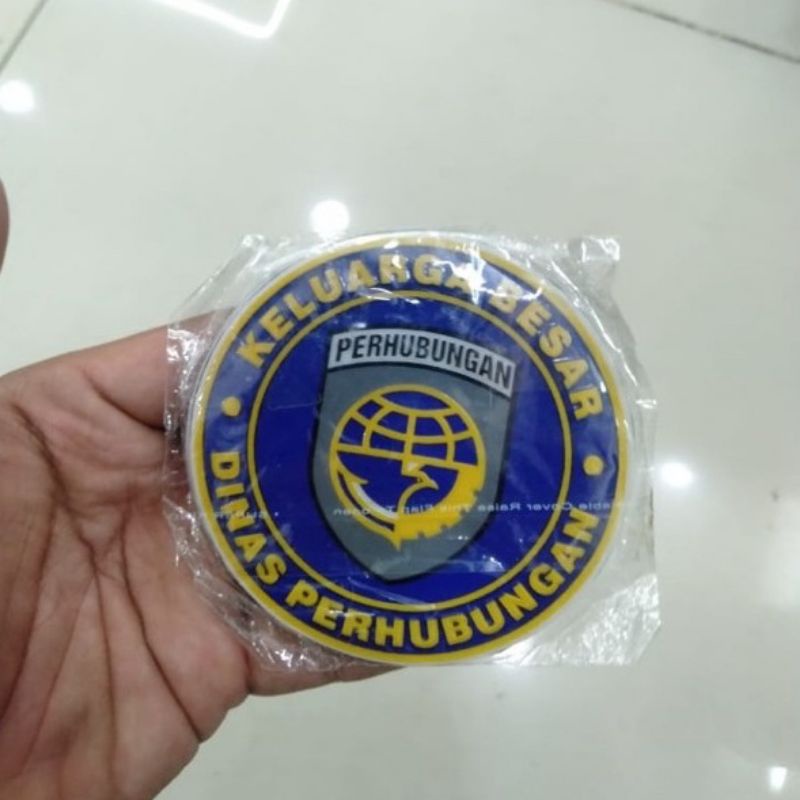 KELUARGA BESAR
PERHUBUNGAN
DINAS PERHUBUNGAN